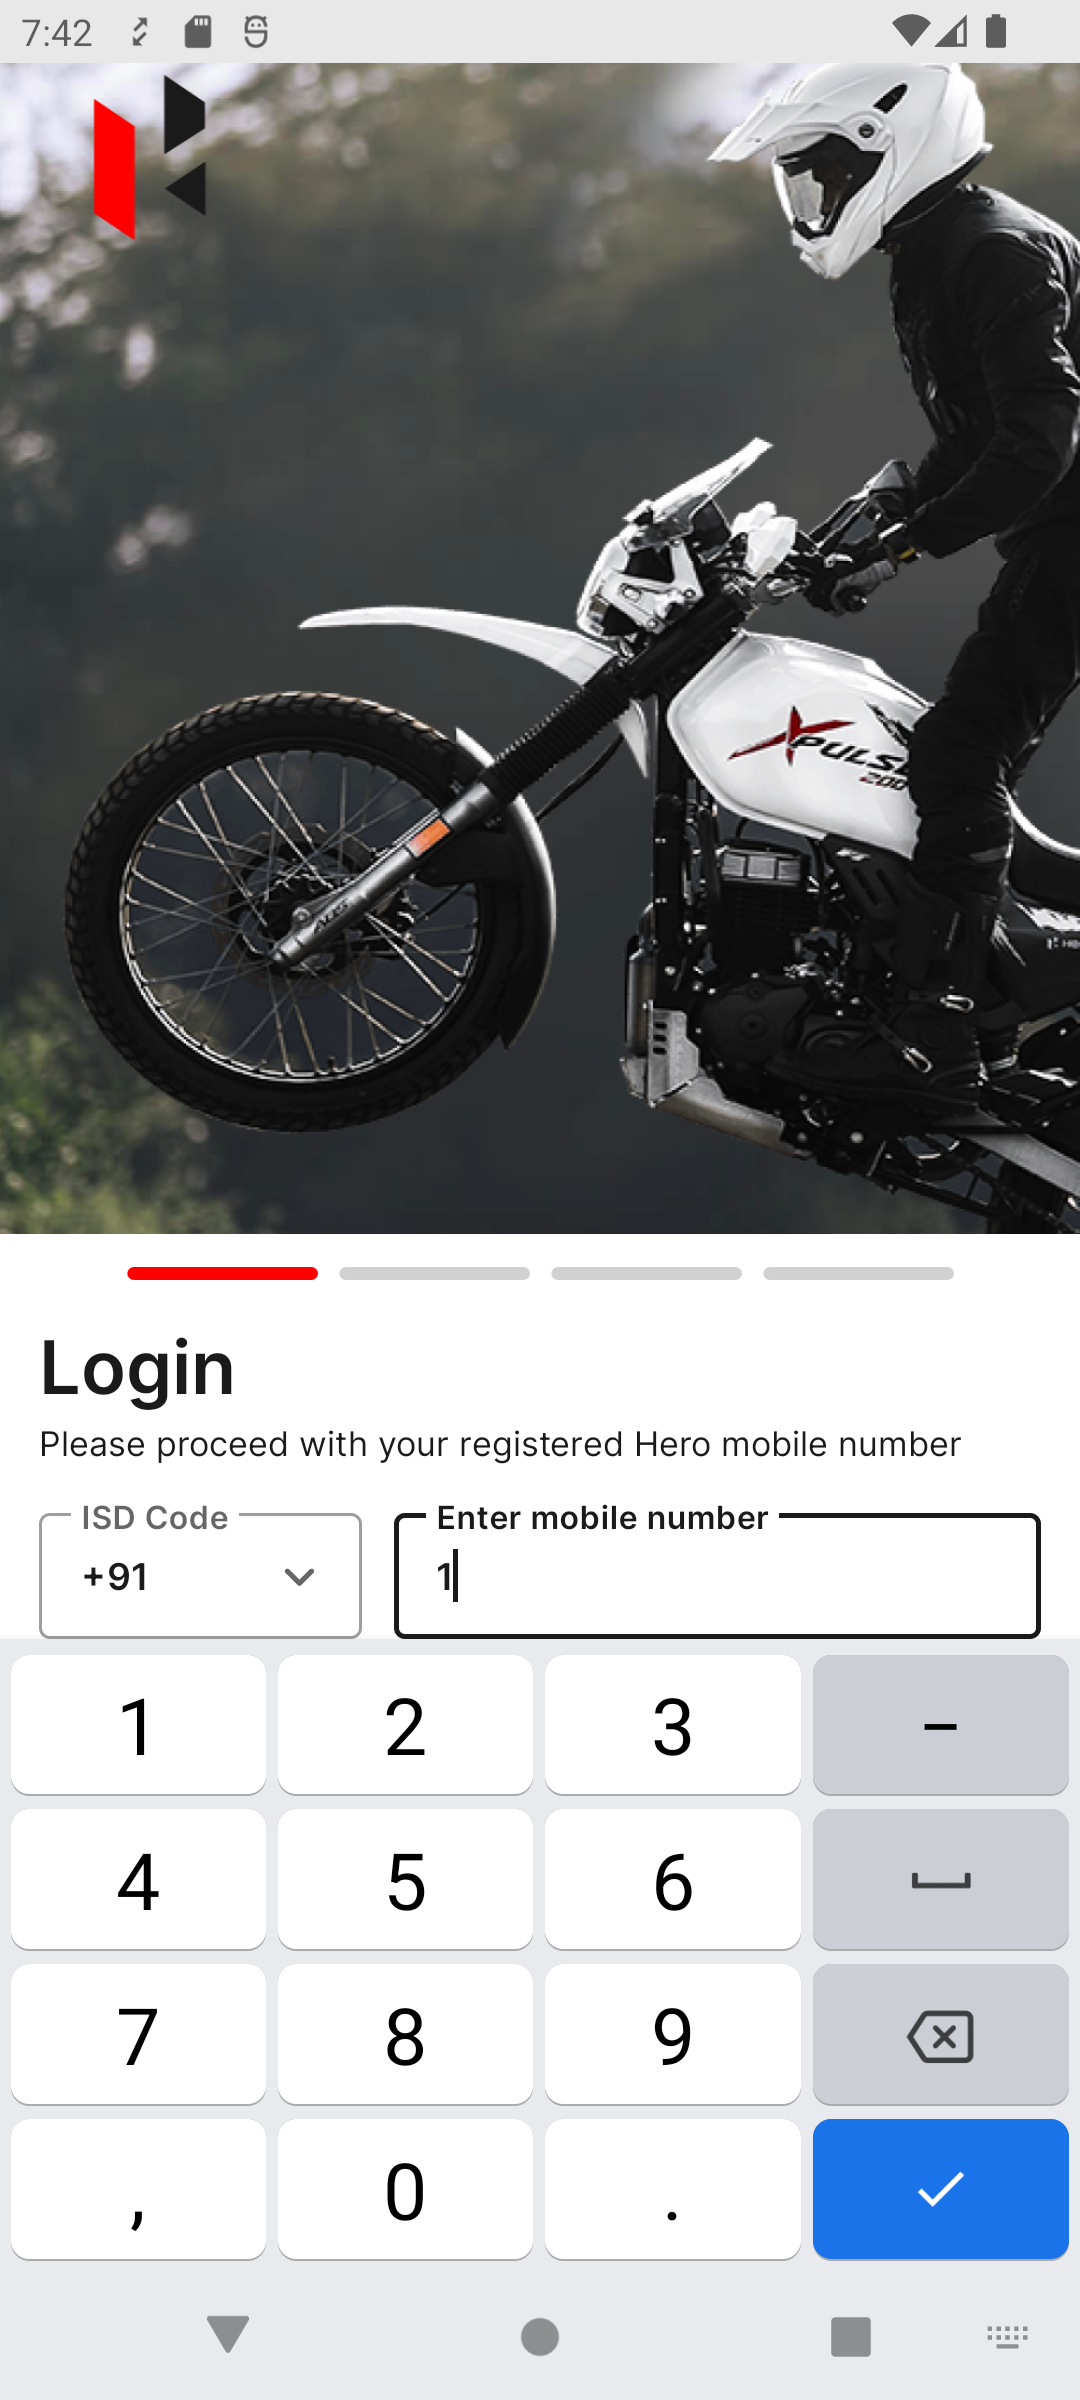 7:42
XPULSE
200
Login
Please proceed with your registered Hero mobile number
ISD Code
Enter mobile number
+91
1
1 2 3 –
4 5 6
7 8 9
, 0 .